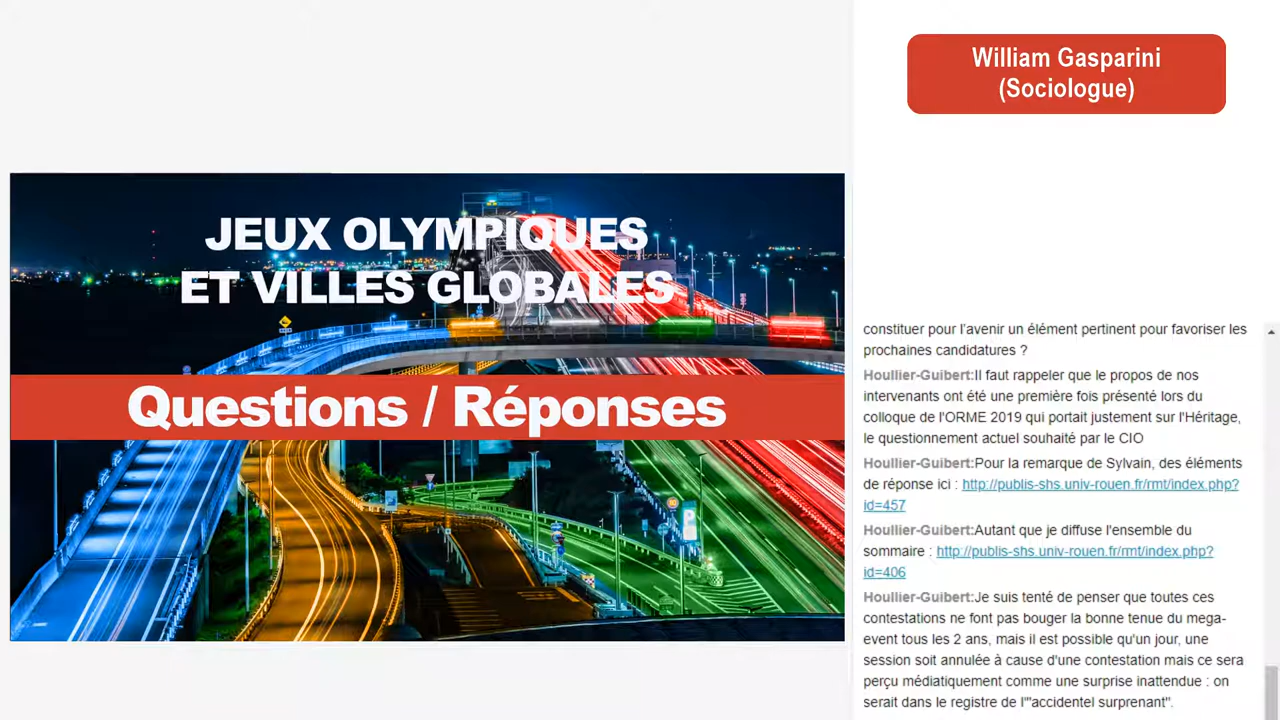 William Gasparini
(Sociologue)
JEUX OLYMPIQUES
ET VILLES GLOBALES
Questions / Réponses
constituer pour l'avenir un élément pertinent pour favoriser les
prochaines candidatures ?
Houllier-Guibert:Il faut rappeler que le propos de nos
intervenants ont été une première fois présenté lors du
colloque de l'ORME 2019 qui portait justement sur l'Héritage,
le questionnement actuel souhaité par le CIO
Houllier-Guibert:Pour la remarque de Sylvain, des éléments
de réponse ici : http://publis-shs.univ-rouen.fr/rmt/index.php?
id=457
Houllier-Guibert:Autant que je diffuse l'ensemble du
sommaire : http://publis-shs.univ-rouen.fr/rmt/index.php?
id=406
Houllier-Guibert:Je suis tenté de penser que toutes ces
contestations ne font pas bouger la bonne tenue du mega-
event tous les 2 ans, mais il est possible qu'un jour, une
session soit annulée à cause d'une contestation mais ce sera
perçu médiatiquement comme une surprise inattendue : on
serait dans le registre de l'"accidentel surprenant".